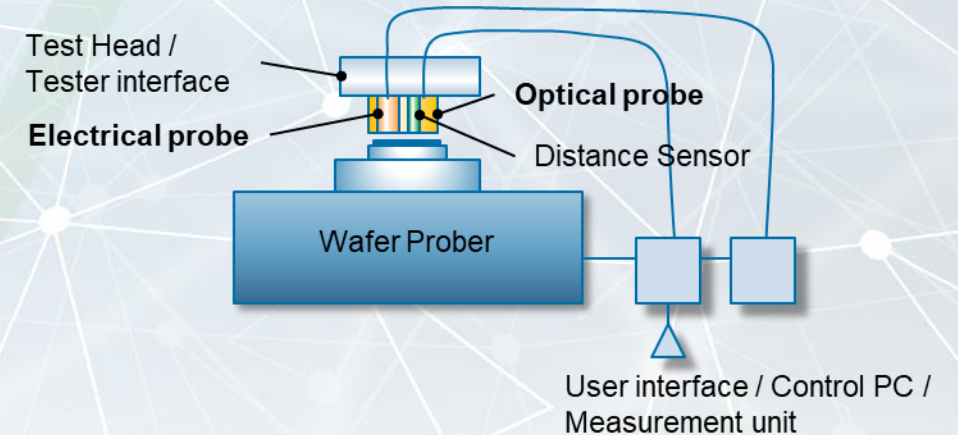 Test Head /
Tester interface
Electrical probe
Optical probe
Distance Sensor
Wafer Prober
User interface / Control PC /
Measurement unit